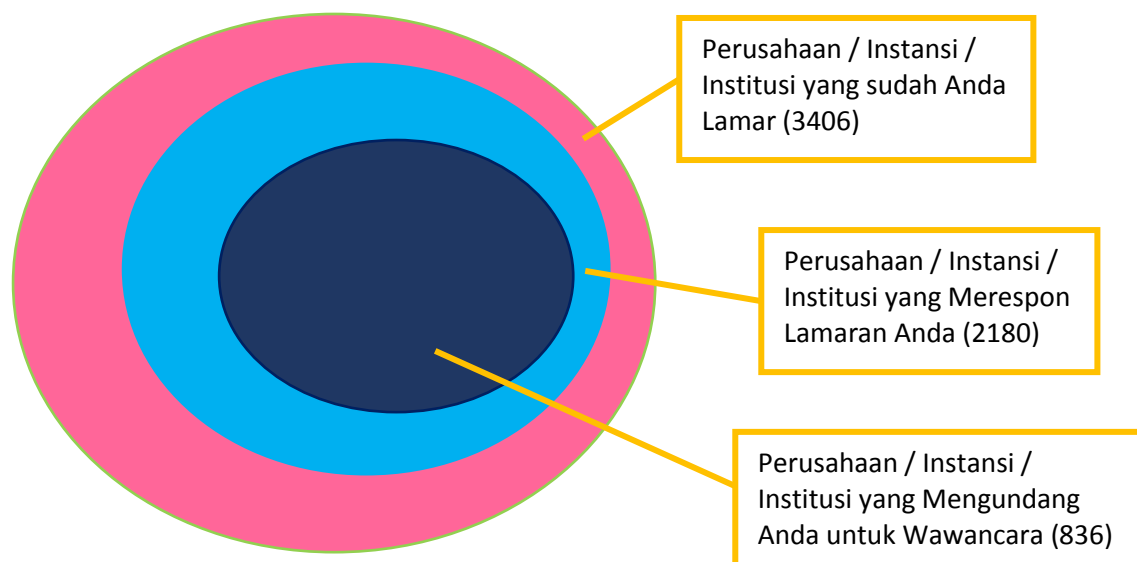 Perusahaan / Instansi /
Institusi yang sudah Anda
Lamar (3406)
Perusahaan / Instansi /
Institusi yang Merespon
Lamaran Anda (2180)
Perusahaan / Instansi /
Institusi yang Mengundang
Anda untuk Wawancara (836)